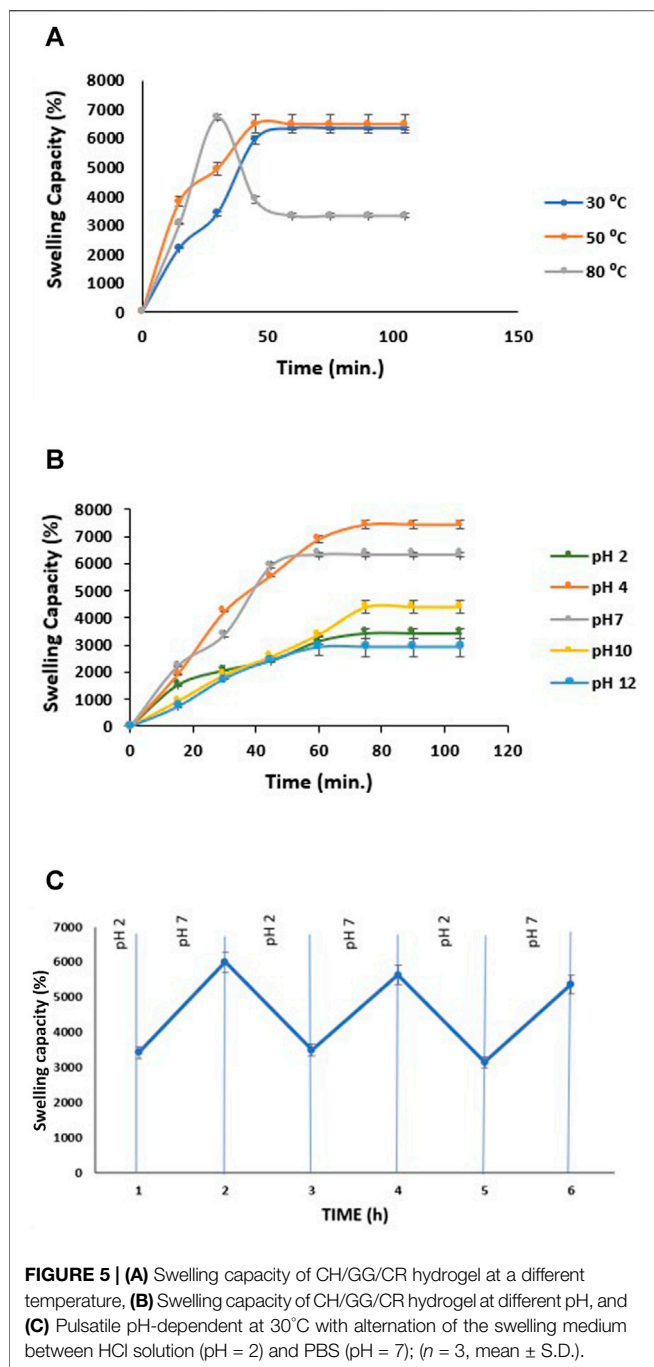 A
8000
7000
6000
5000
4000
3000
2000
1000
0
Swelling Capacity (%)
0 50 100 150
Time (min.)
30 ⁰C
50 ⁰C
80 ⁰C
B
8000
7000
6000
5000
4000
3000
2000
1000
0
Swelling Capacity (%)
0 20 40 60 80 100 120
Time (min.)
pH 2
pH 4
pH7
pH10
pH 12
C
pH 2 pH 7 pH 2 pH 7 pH 2 pH 7
7000
6000
5000
4000
3000
2000
1000
0
Swelling capacity (%)
1 2 3 4 5 6
TIME (h)
FIGURE 5 | (A) Swelling capacity of CH/GG/CR hydrogel at a different
temperature, (B) Swelling capacity of CH/GG/CR hydrogel at different pH, and
(C) Pulsatile pH-dependent at 30°C with alternation of the swelling medium
between HCl solution (pH = 2) and PBS (pH = 7); (n = 3, mean ± S.D.).